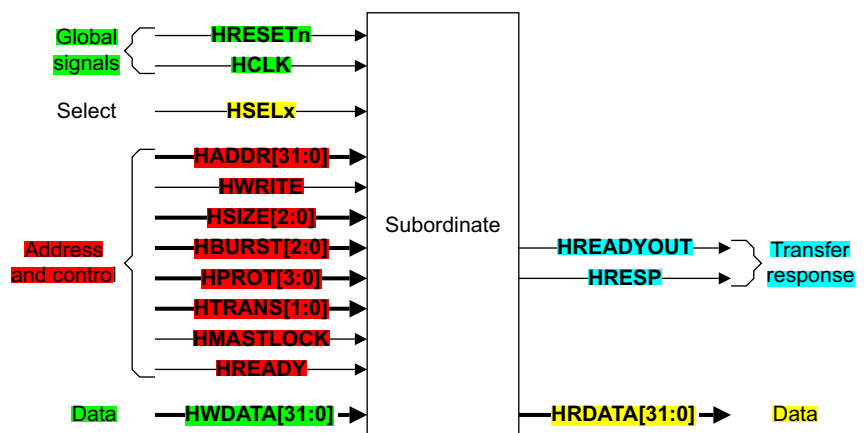 Global
signals
HRESETn
HCLK
Select
HSELx
Address
and control
HADDR[31:0]
HWRITE
HSIZE[2:0]
HBURST[2:0]
HPROT[3:0]
HTRANS[1:0]
HMASTLOCK
HREADY
Data
HWDATA[31:0]
Subordinate
HREADYOUT
HRESP
Transfer
response
HRDATA[31:0]
Data